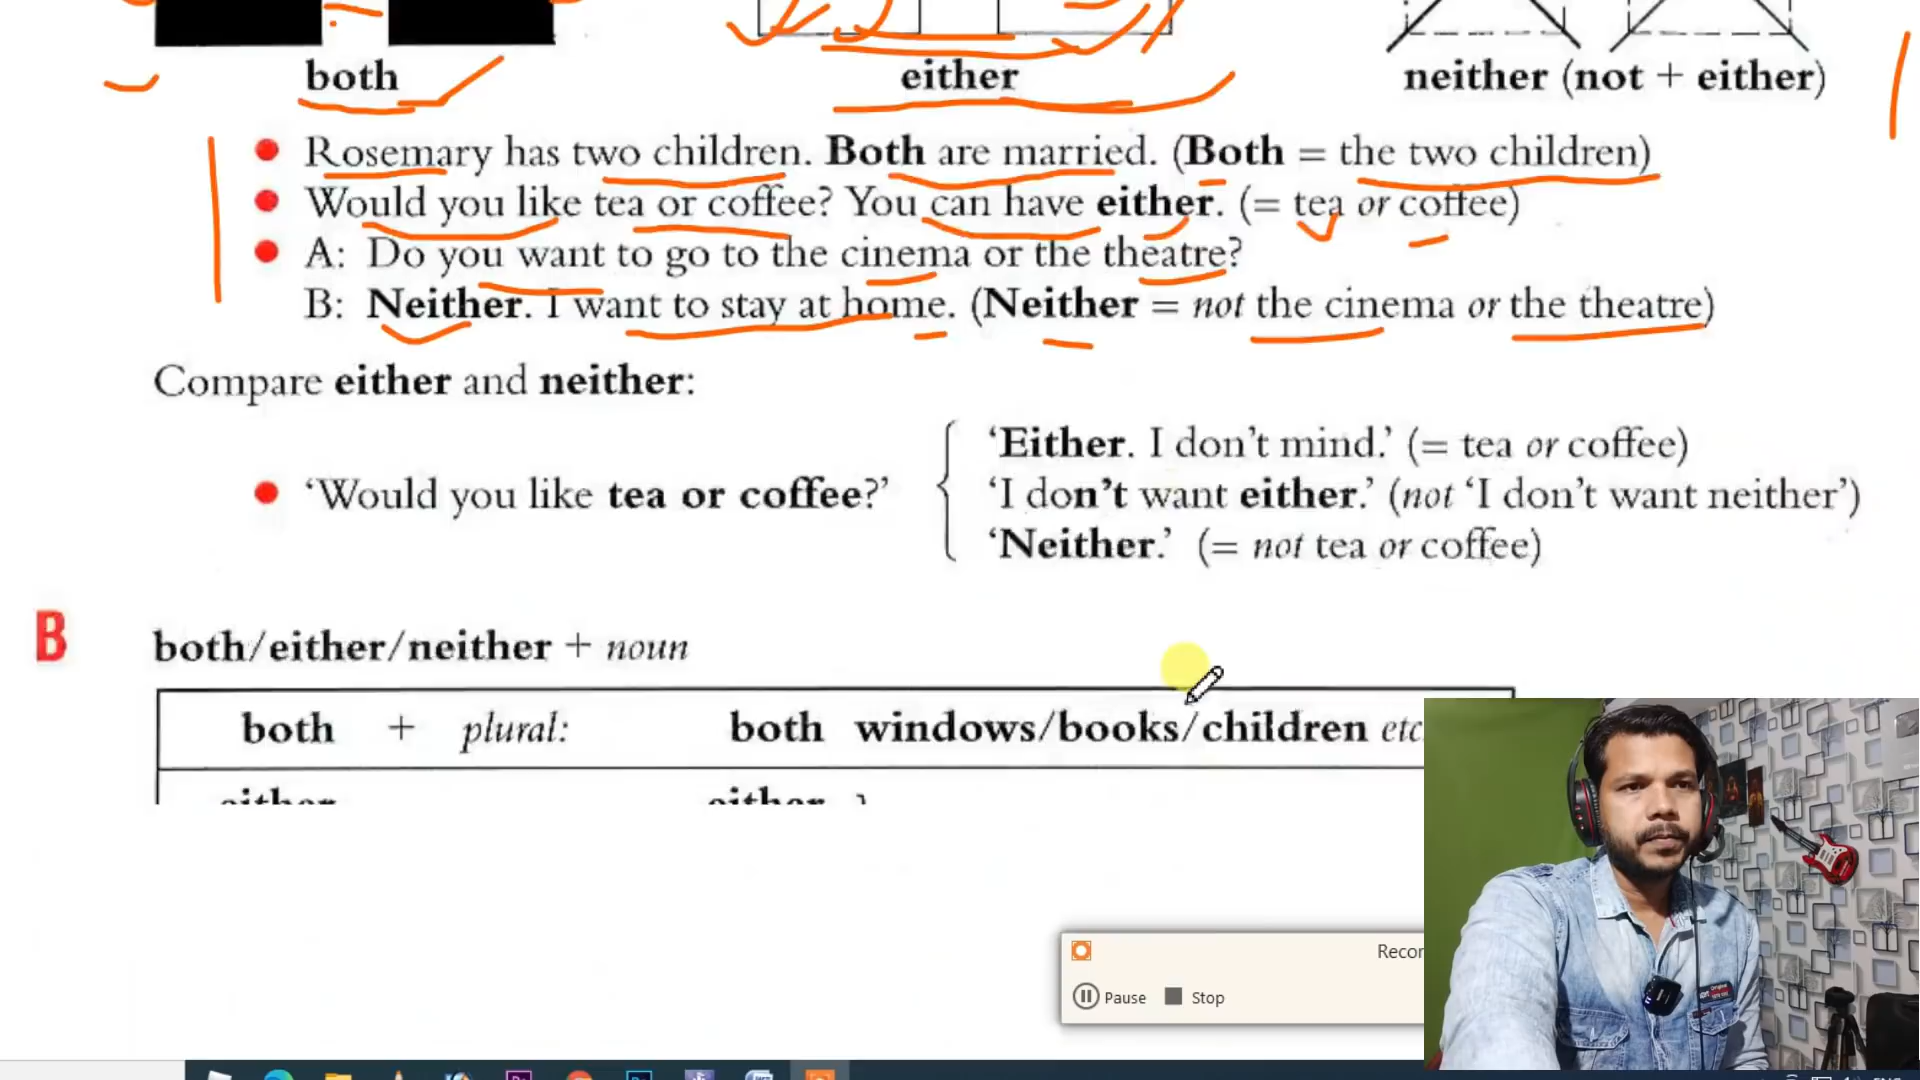 both either neither (not + either)
Rosemary has two children. Both are married. (Both = the two children)
Would you like tea or coffee? You can have either. (= tea or coffee)
A: Do you want to go to the cinema or the theatre?
B: Neither. I want to stay at home. (Neither = not the cinema or the theatre)
Compare either and neither:
‘Either. I don’t mind.’ (= tea or coffee)
‘Would you like tea or coffee?’ ‘I don’t want either.’ (not ‘I don’t want neither’)
‘Neither.’ (= not tea or coffee)
B both/either/neither + noun
both + plural: both windows/books/children etc.
either either
Recor
Pause Stop